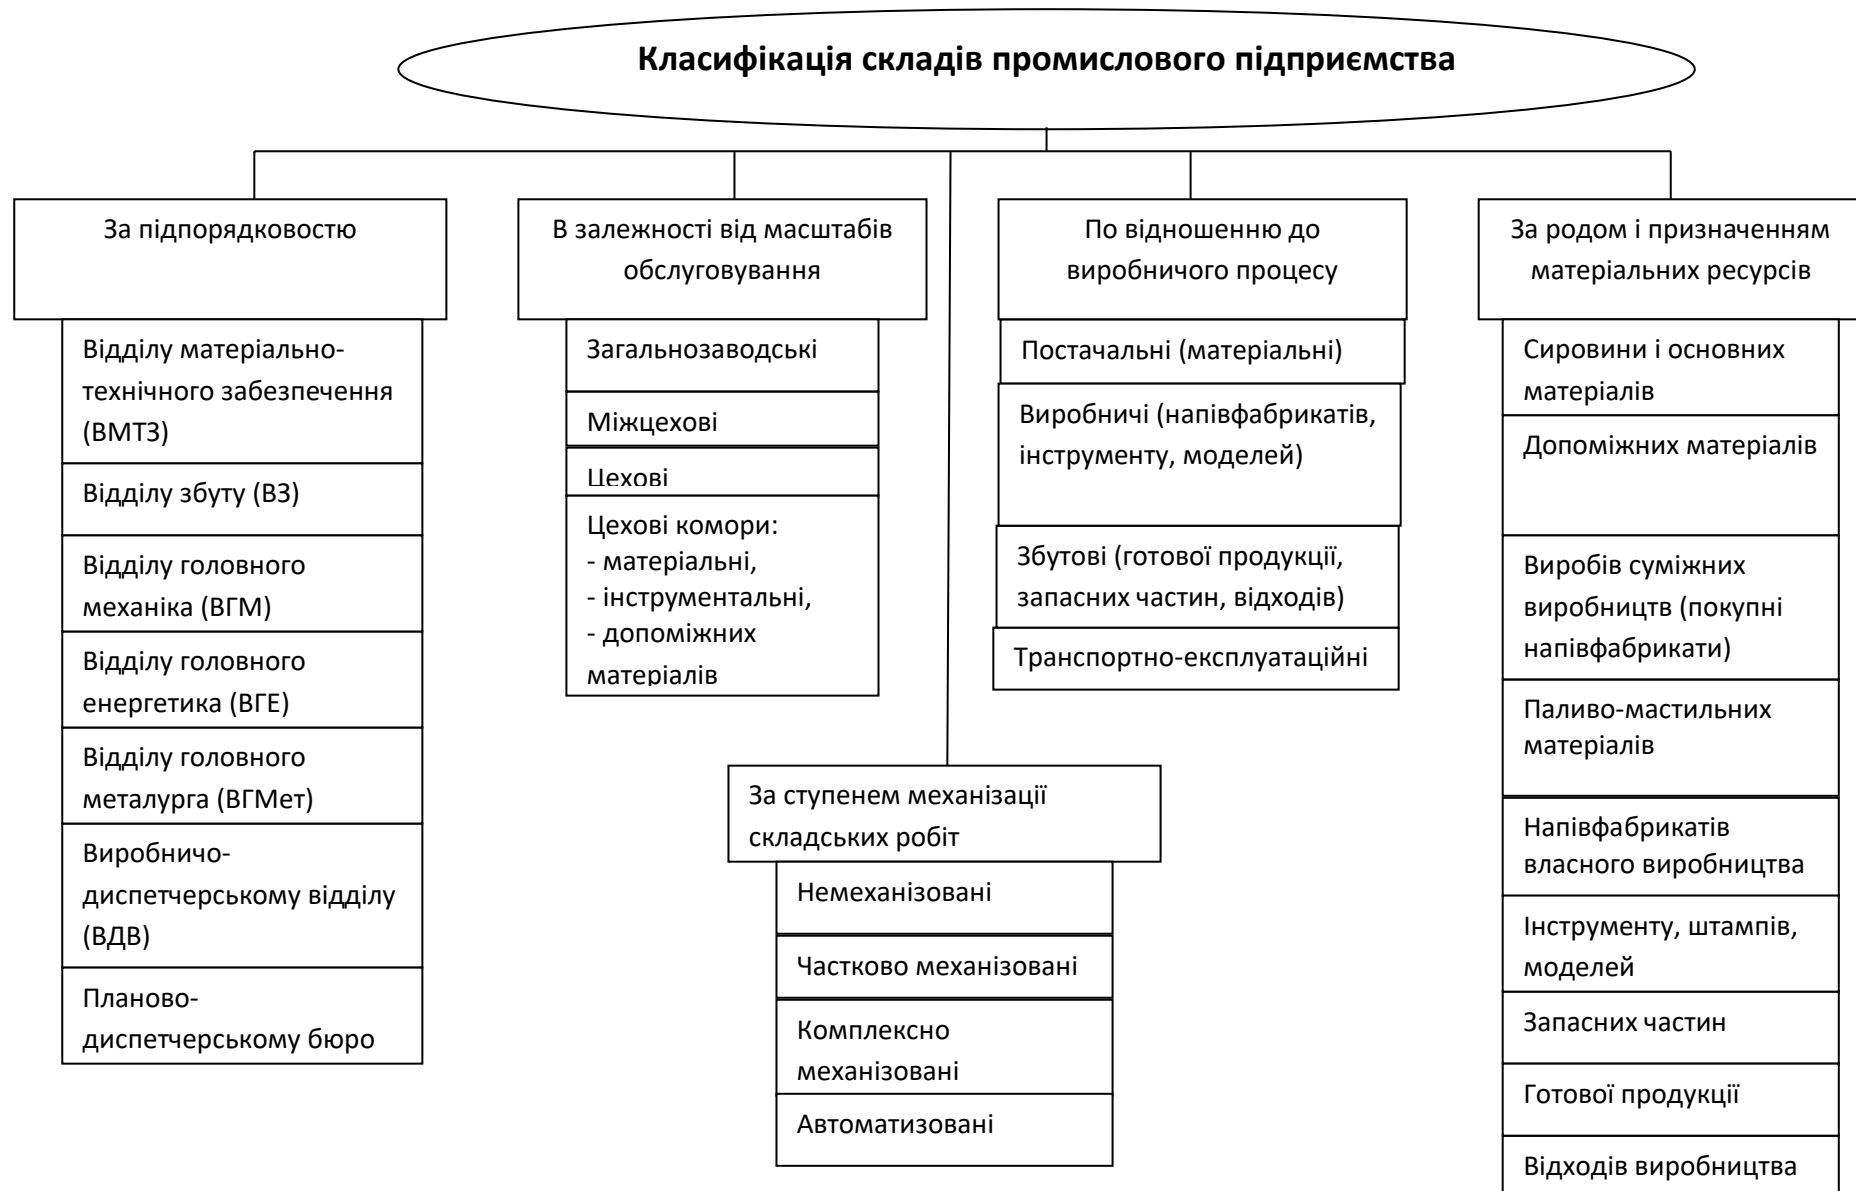 Класифікація складів промислового підприємства
За підпорядковостю
Відділу матеріально-
технічного забезпечення
(ВМТЗ)
Відділу збуту (ВЗ)
Відділу головного
механіка (ВГМ)
Відділу головного
енергетика (ВГЕ)
Відділу головного
металурга (ВГМет)
Виробничо-
диспетчерському відділу
(ВДВ)
Планово-
диспетчерському бюро
В залежності від масштабів
обслуговування
Загальнозаводські
Міжцехові
Цехові
Цехові комори:
- матеріальні,
- інструментальні,
- допоміжних
матеріалів
За ступенем механізації
складських робіт
Немеханізовані
Частково механізовані
Комплексно
механізовані
Автоматизовані
По відношенню до
виробничого процесу
Постачальні (матеріальні)
Виробничі (напівфабрикатів,
інструменту, моделей)
Збутові (готової продукції,
запасних частин, відходів)
Транспортно-експлуатаційні
За родом і призначенням
матеріальних ресурсів
Сировини і основних
матеріалів
Допоміжних матеріалів
Виробів суміжних
виробництв (покупні
напівфабрикати)
Паливо-мастильних
матеріалів
Напівфабрикатів
власного виробництва
Інструменту, штампів,
моделей
Запасних частин
Готової продукції
Відходів виробництва